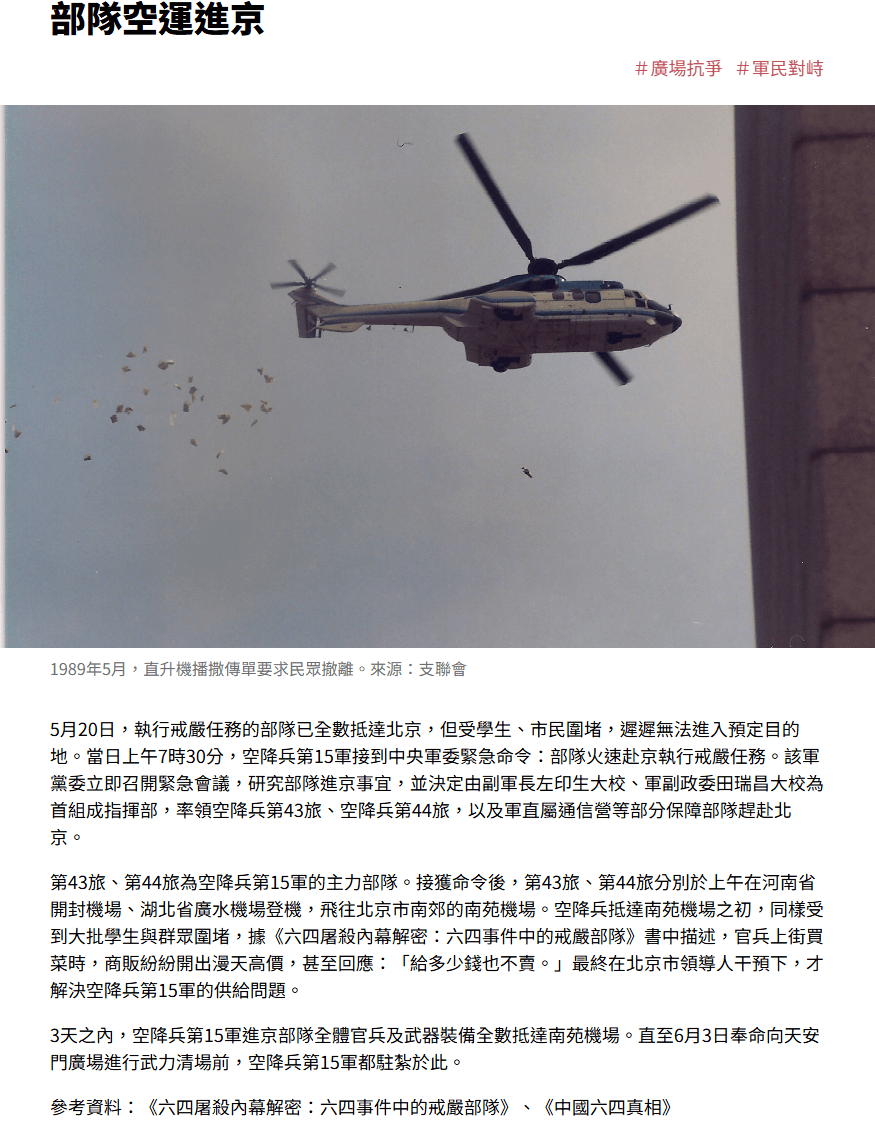 部隊空運進京
＃廣場抗爭 ＃軍民對峙
1989年5月，直升機播撒傳單要求民眾撤離。來源：支聯會
5月20日，執行戒嚴任務的部隊已全數抵達北京，但受學生、市民圍堵，遲遲無法進入預定目的
地。當日上午7時30分，空降兵第15軍接到中央軍委緊急命令：部隊火速赴京執行戒嚴任務。該軍
黨委立即召開緊急會議，研究部隊進京事宜，並決定由副軍長左印生大校、軍副政委田瑞昌大校為
首組成指揮部，率領空降兵第43旅、空降兵第44旅，以及軍直屬通信營等部分保障部隊趕赴北
京。
第43旅、第44旅為空降兵第15軍的主力部隊。接獲命令後，第43旅、第44旅分別於上午在河南省
開封機場、湖北省廣水機場登機，飛往北京市南郊的南苑機場。空降兵抵達南苑機場之初，同樣受
到大批學生與群眾圍堵，據《六四屠殺內幕解密：六四事件中的戒嚴部隊》書中描述，官兵上街買
菜時，商販紛紛開出漫天高價，甚至回應：「給多少錢也不賣。」最終在北京市領導人干預下，才
解決空降兵第15軍的供給問題。
3天之內，空降兵第15軍進京部隊全體官兵及武器裝備全數抵達南苑機場。直至6月3日奉命向天安
門廣場進行武力清場前，空降兵第15軍都駐紮於此。
參考資料：《六四屠殺內幕解密：六四事件中的戒嚴部隊》、《中國六四真相》